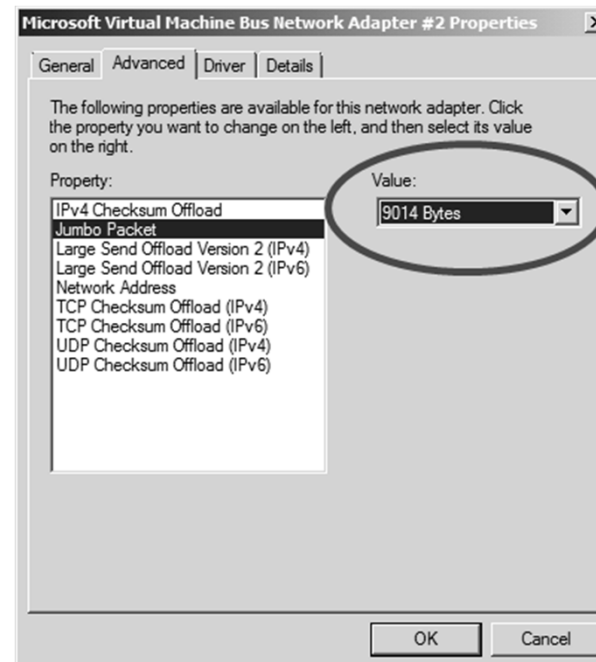 Microsoft Virtual Machine Bus Network Adapter #2 Properties
General Advanced Driver Details
The following properties are available for this network adapter. Click
the property you want to change on the left, and then select its value
on the right.
Property:
Value:
IPv4 Checksum Offload
Jumbo Packet
Large Send Offload Version 2 (IPv4)
Large Send Offload Version 2 (IPv6)
Network Address
TCP Checksum Offload (IPv4)
TCP Checksum Offload (IPv6)
UDP Checksum Offload (IPv4)
UDP Checksum Offload (IPv6)
9014 Bytes
OK Cancel